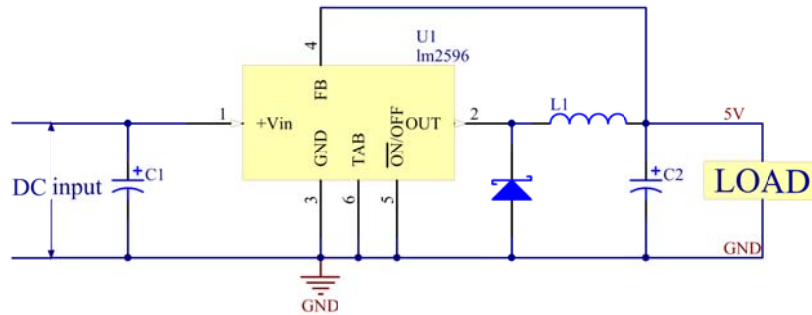 U1
lm2596
4
FB
1
+Vin
OUT
2
GND
TAB
ON/OFF
3
6
5
L1
5V
C1
C2
DC input
LOAD
GND
GND